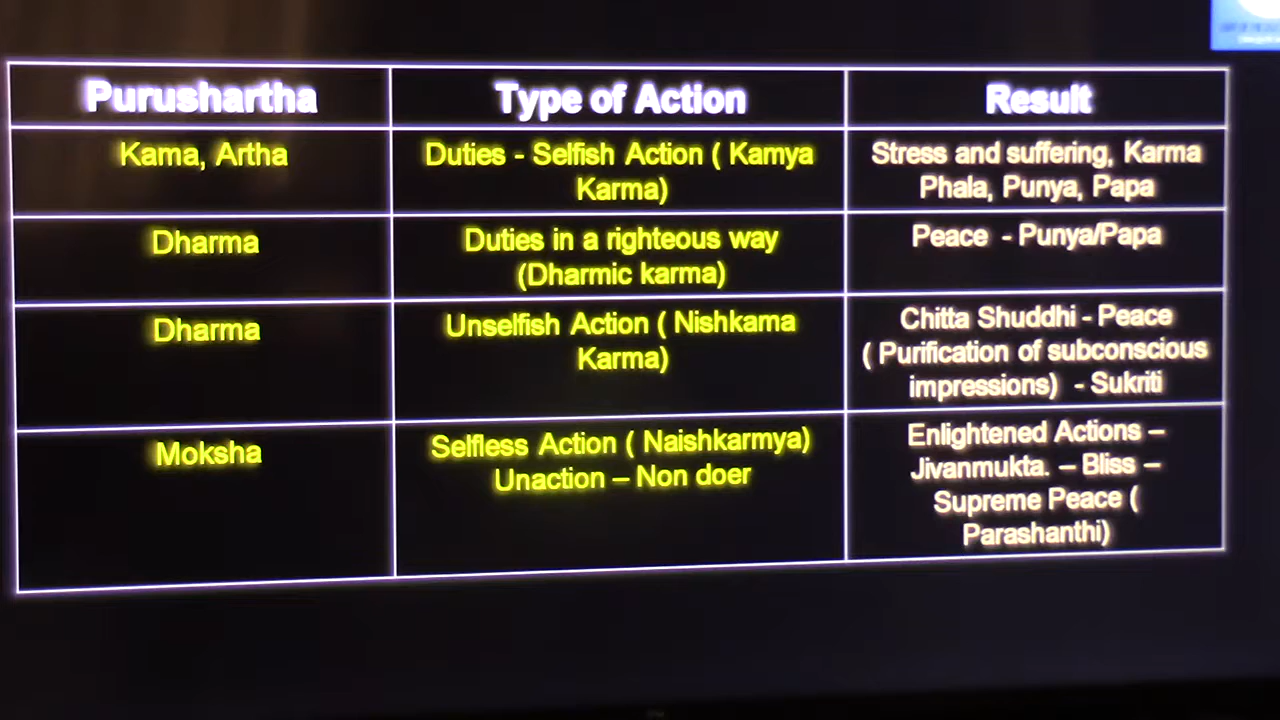 Purushartha
Type of Action
Result
Kama, Artha
Duties - Selfish Action ( Kamya
Karma)
Stress and suffering, Karma
Phala, Punya, Papa
Dharma
Duties in a righteous way
(Dharmic karma)
Peace - Punya/Papa
Dharma
Unselfish Action ( Nishkama
Karma)
Chitta Shuddhi - Peace
( Purification of subconscious
impressions) - Sukriti
Moksha
Selfless Action ( Naishkarmya)
Unaction – Non doer
Enlightened Actions –
Jivanmukta. – Bliss –
Supreme Peace (
Parashanthi)